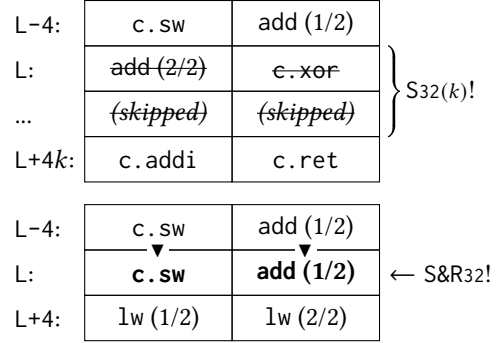 L-4: c.sw add (1/2)
L: add (2/2) c.xor
... (skipped) (skipped) S32(k)!
L+4k: c.addi c.ret
L-4: c.sw add (1/2)
L: c.sw add (1/2) ← S&R32!
L+4: lw (1/2) lw (2/2)